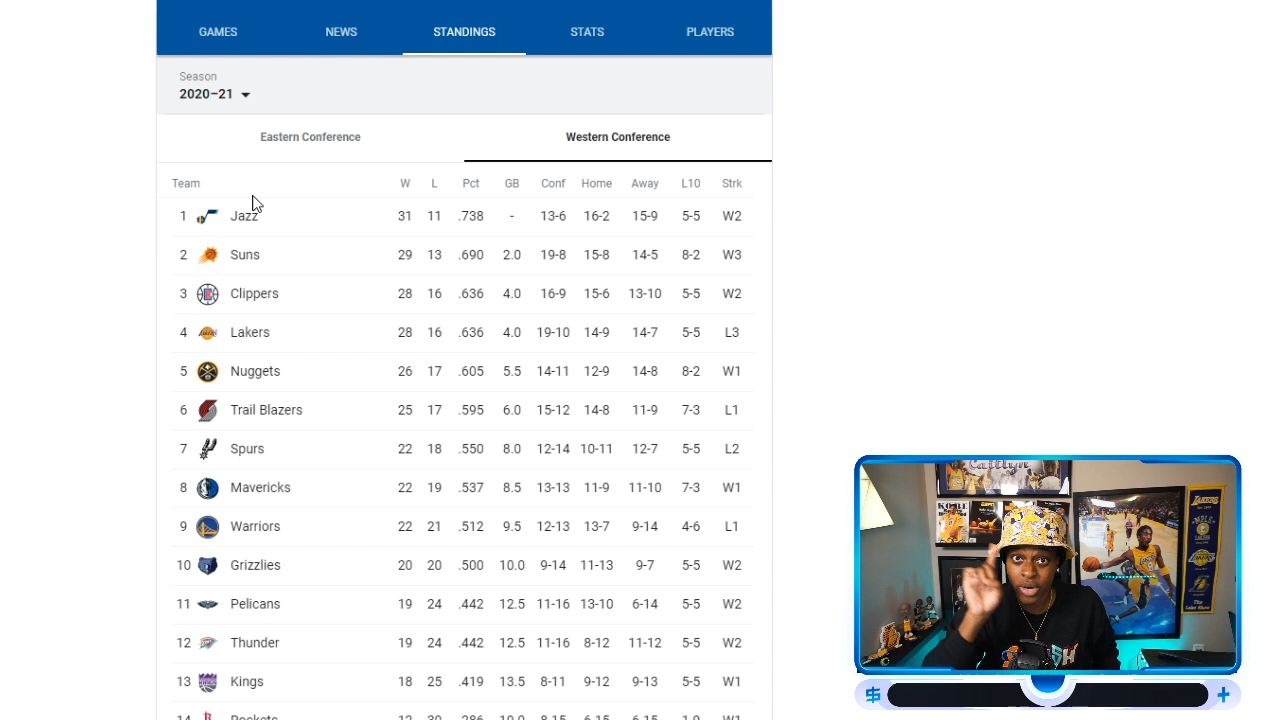 GAMES NEWS STANDINGS STATS PLAYERS
Season
2020–21
Eastern Conference Western Conference
Team W L Pct GB Conf Home Away L10 Strk
1 Jazz 31 11 .738 - 13-6 16-2 15-9 5-5 W2
2 Suns 29 13 .690 2.0 19-8 15-8 14-5 8-2 W3
3 Clippers 28 16 .636 4.0 16-9 15-6 13-10 5-5 W2
4 Lakers 28 16 .636 4.0 19-10 14-9 14-7 5-5 L3
5 Nuggets 26 17 .605 5.5 14-11 12-9 14-8 8-2 W1
6 Trail Blazers 25 17 .595 6.0 15-12 14-8 11-9 7-3 L1
7 Spurs 22 18 .550 8.0 12-14 10-11 12-7 5-5 L2
8 Mavericks 22 19 .537 8.5 13-13 11-9 11-10 7-3 W1
9 Warriors 22 21 .512 9.5 12-13 13-7 9-14 4-6 L1
10 Grizzlies 20 20 .500 10.0 9-14 11-13 9-7 5-5 W2
11 Pelicans 19 24 .442 12.5 11-16 13-10 6-14 5-5 W2
12 Thunder 19 24 .442 12.5 11-16 8-12 11-12 5-5 W2
13 Kings 18 25 .419 13.5 8-11 9-12 9-13 5-5 W1
14 Rockets
Caitlyn
KOBE